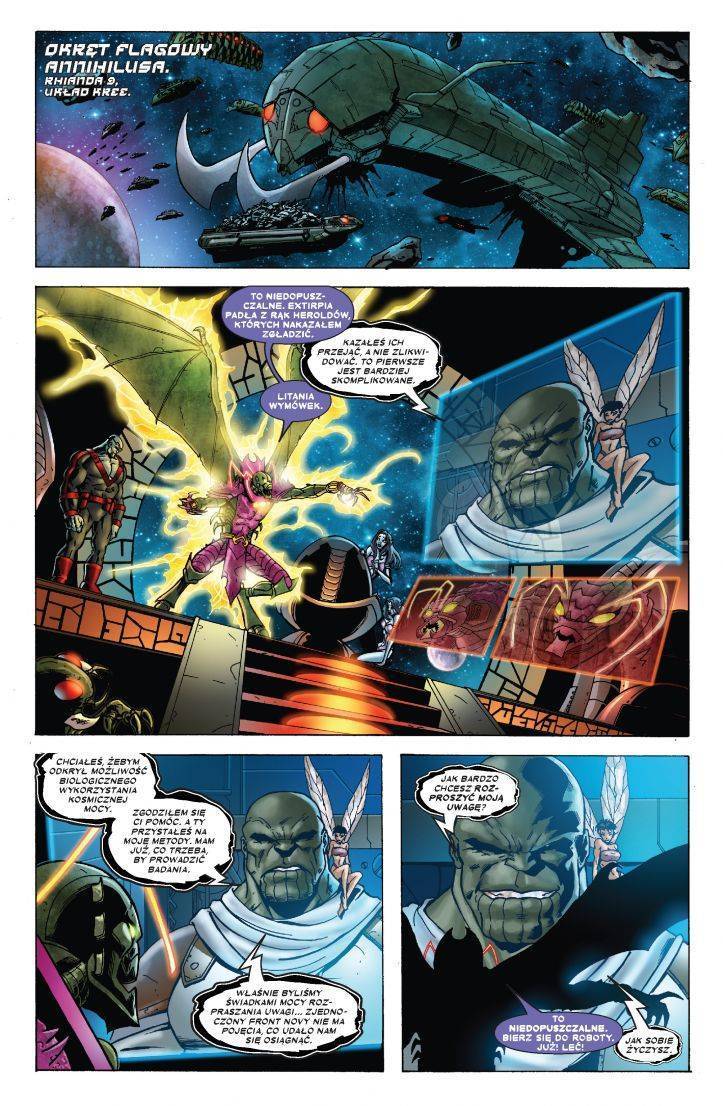 OKRĘT FLAGOWY
ANNIHILUSA.
RHIANDA 9,
UKŁAD KREE.
TO NIEDOPUSZ-
CZALNE. EXTIRPIA
PADŁA Z RĄK HEROLDÓW,
KTÓRYCH NAKAZAŁEM
ZGŁADZIĆ.
KAZAŁEŚ ICH
PRZEJĄĆ, A NIE ZLIKWI-
DOWAĆ. TO PIERWSZE
JEST BARDZIEJ
SKOMPLIKOWANE.
LITANIA
WYMÓWEK.
CHCIAŁEŚ, ŻEBYM
ODKRYŁ MOŻLIWOŚĆ
BIOLOGICZNEGO
WYKORZYSTANIA
KOSMICZNEJ
MOCY.
ZGODZIŁEM SIĘ
CI POMÓC. A TY
PRZYSTAŁEŚ NA
MOJE METODY. MAM
JUŻ, CO TRZEBA,
BY PROWADZIĆ
BADANIA.
WŁAŚNIE BYLIŚMY
ŚWIADKAMI MOCY ROZ-
PRASZANIA UWAGI... ZJEDNO-
CZONY FRONT NOVY NIE MA
POJĘCIA, CO UDAŁO NAM
SIĘ OSIĄGNĄĆ.
JAK BARDZO
CHCESZ ROZ-
PROSZYĆ MOJĄ
UWAGĘ?
TO
NIEDOPUSZCZALNE.
BIERZ SIĘ DO ROBOTY.
JUŻ! LEĆ!
JAK SOBIE
ŻYCZYSZ.